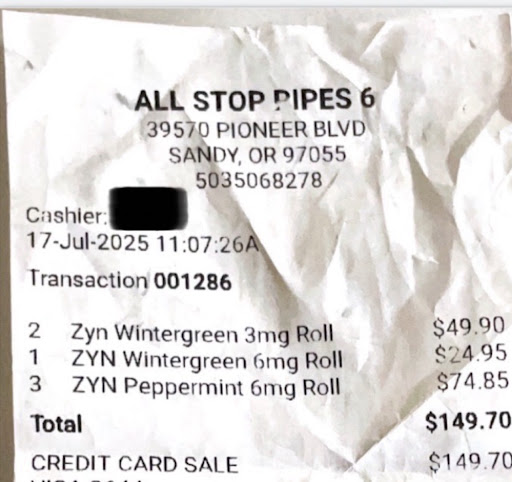 ALL STOP PIPES 6
39570 PIONEER BLVD
SANDY, OR 97055
5035068278
Cashier:
17-Jul-2025 11:07:26A
Transaction 001286
2 Zyn Wintergreen 3mg Roll $49.90
1 ZYN Wintergreen 6mg Roll $24.95
3 ZYN Peppermint 6mg Roll $74.85
Total $149.70
CREDIT CARD SALE $149.70